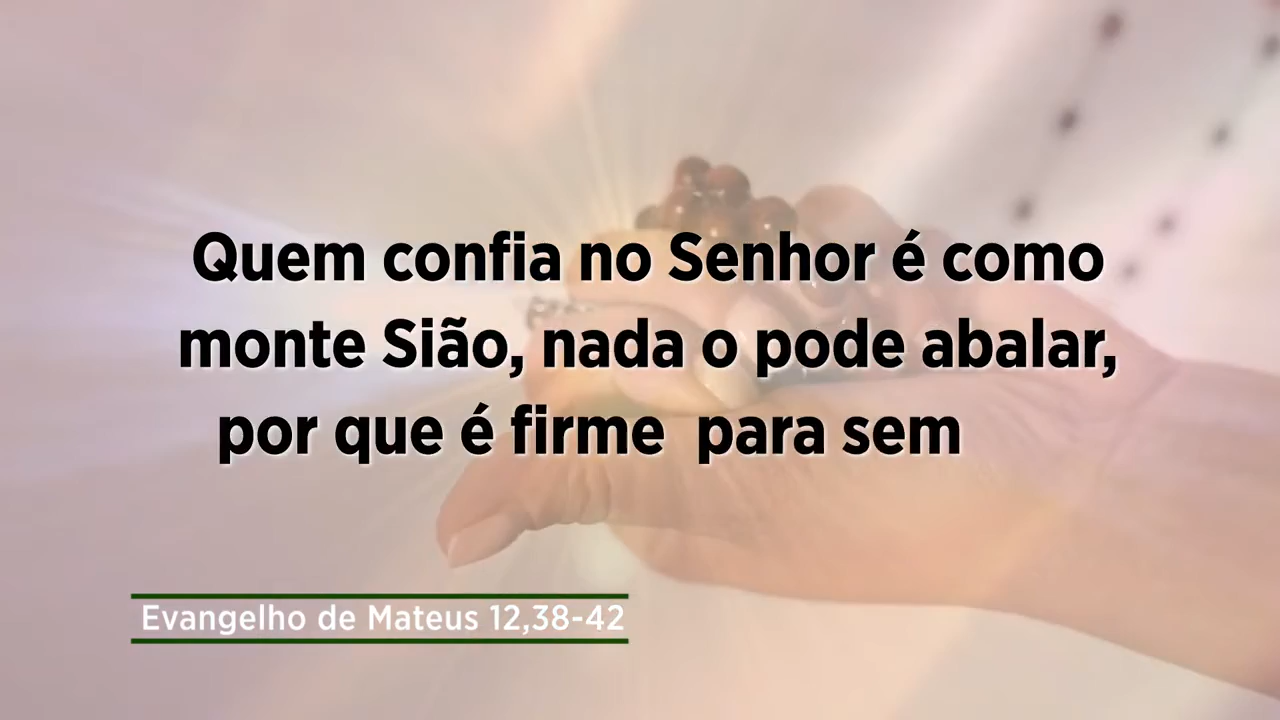 Quem confia no Senhor é como
monte Sião, nada o pode abalar,
por que é firme para sem
Evangelho de Mateus 12,38-42